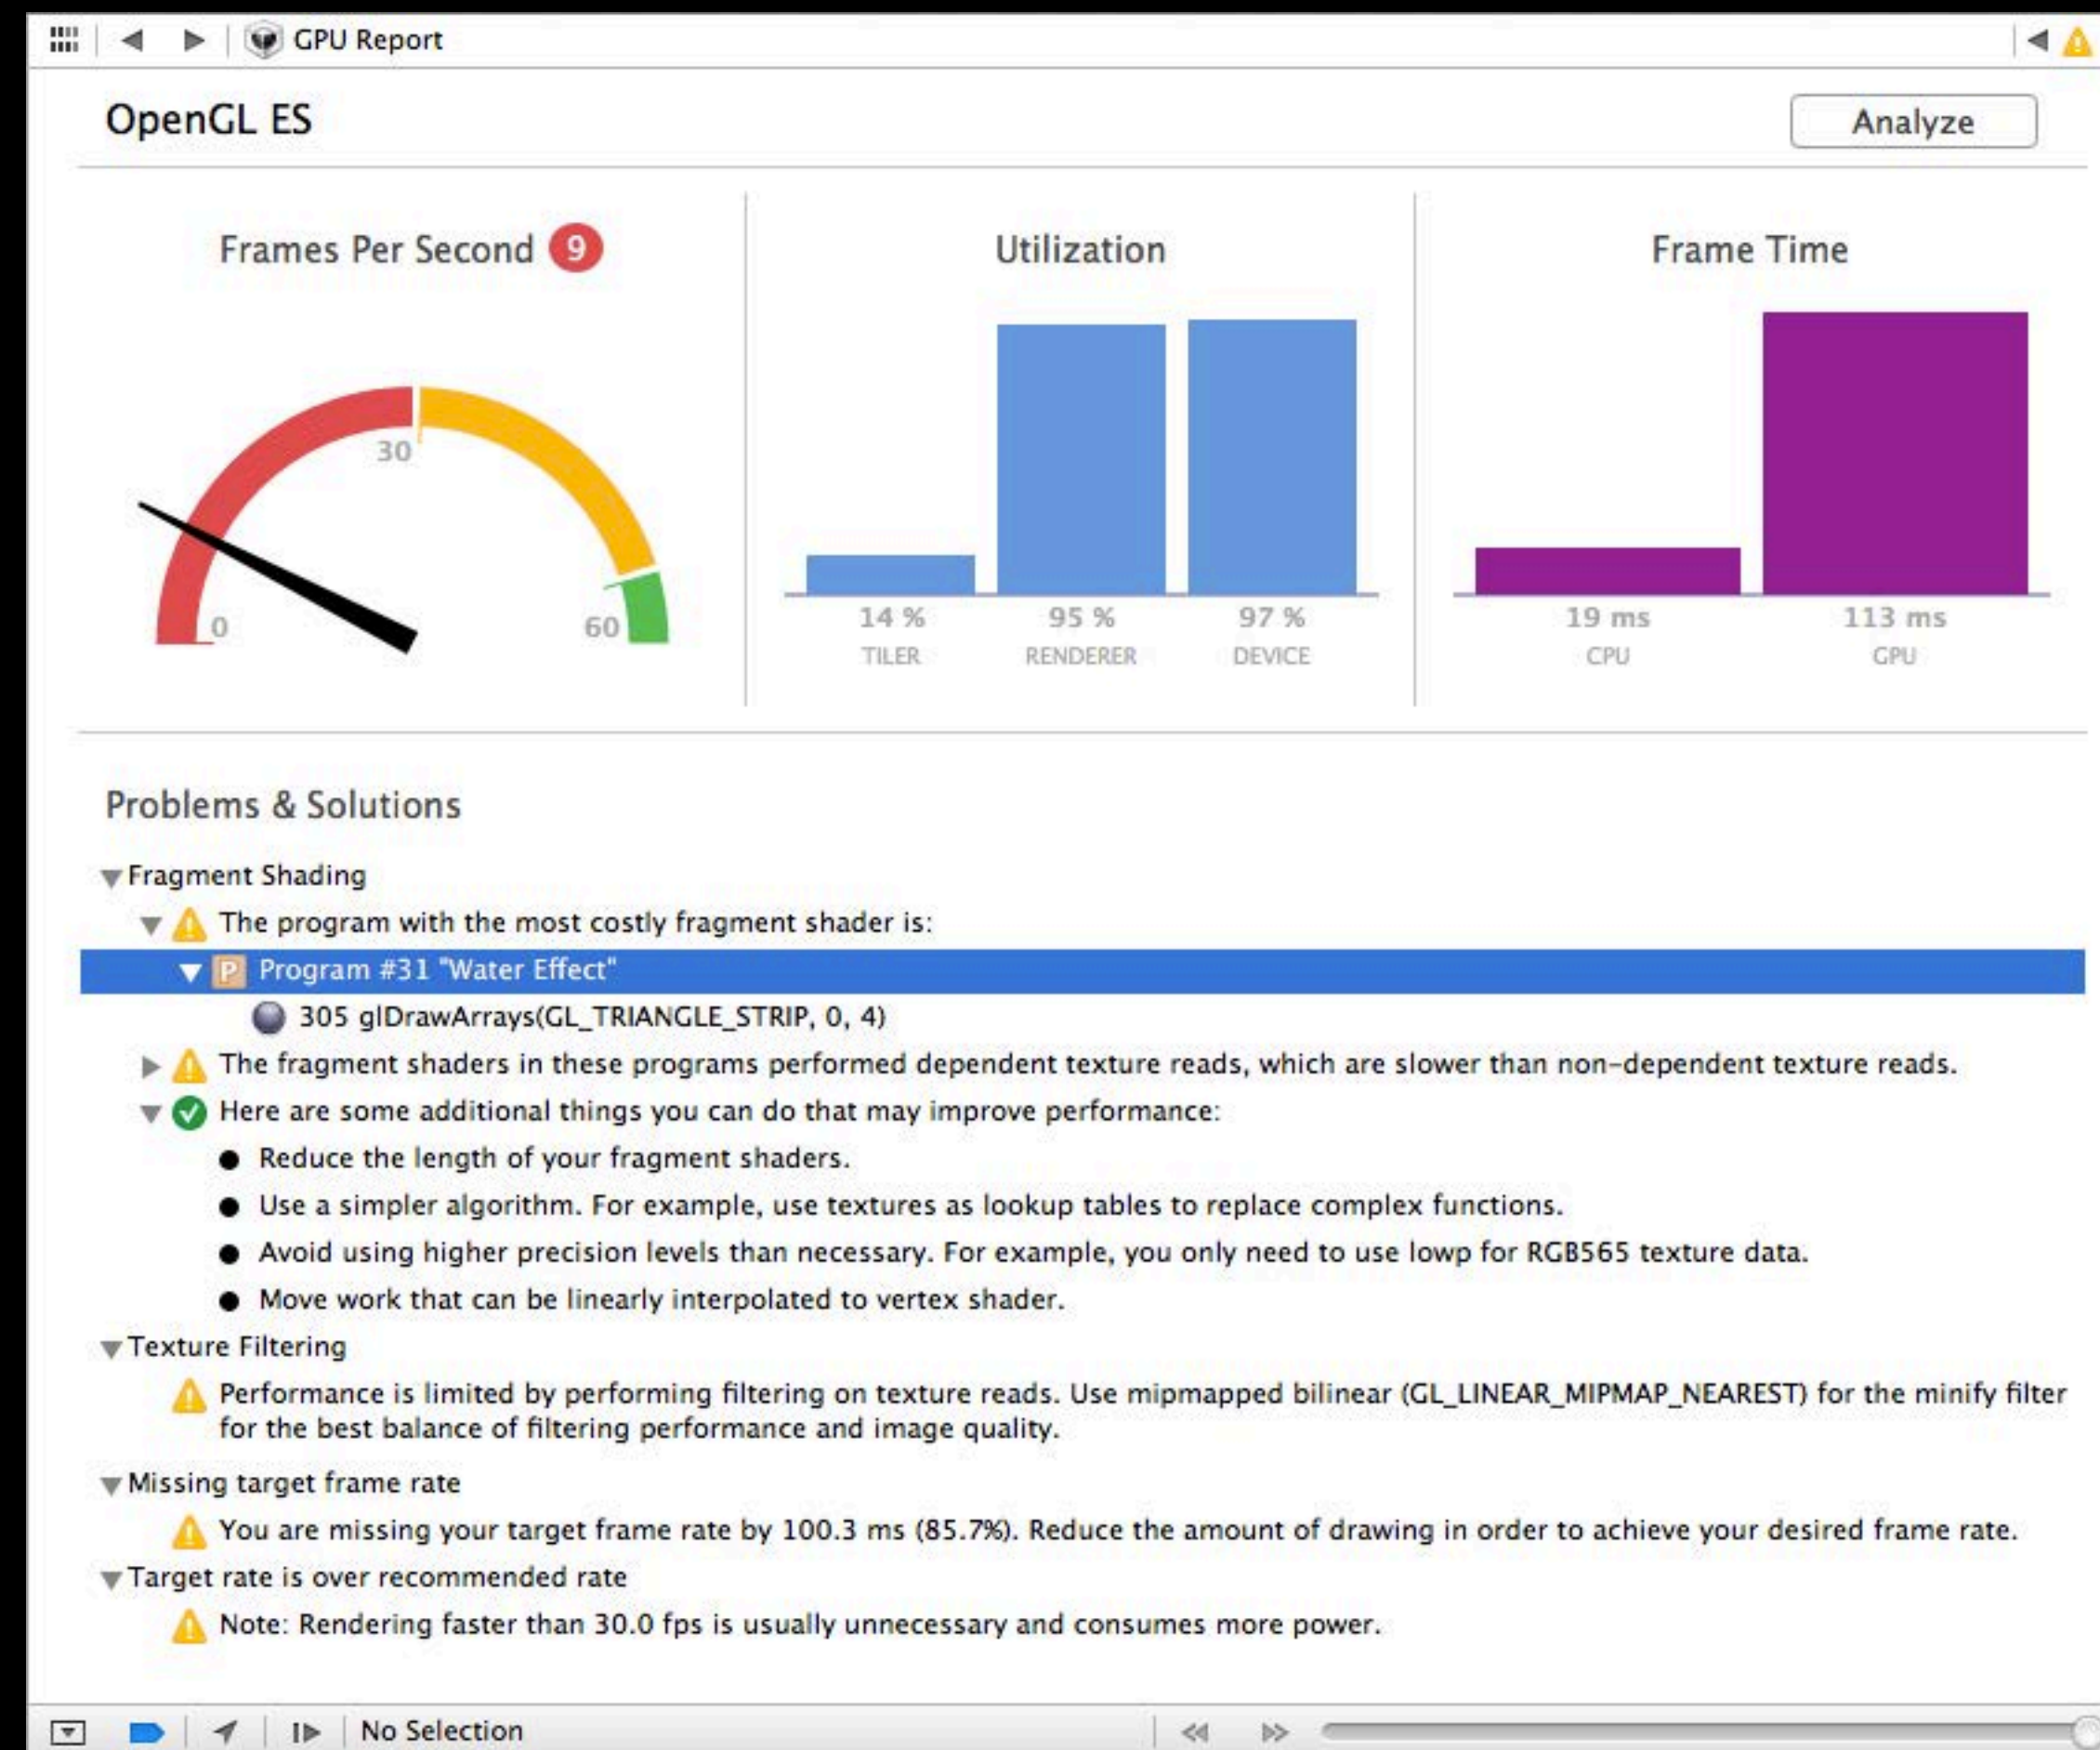 GPU Report
OpenGL ES
Analyze
Frames Per Second 9
0
30
60
Utilization
14 %
TILER
95 %
RENDERER
97 %
DEVICE
Frame Time
19 ms
CPU
113 ms
GPU
Problems & Solutions
Fragment Shading
The program with the most costly fragment shader is:
P Program #31 "Water Effect"
305 glDrawArrays(GL_TRIANGLE_STRIP, 0, 4)
The fragment shaders in these programs performed dependent texture reads, which are slower than non-dependent texture reads.
Here are some additional things you can do that may improve performance:
Reduce the length of your fragment shaders.
Use a simpler algorithm. For example, use textures as lookup tables to replace complex functions.
Avoid using higher precision levels than necessary. For example, you only need to use lowp for RGB565 texture data.
Move work that can be linearly interpolated to vertex shader.
Texture Filtering
Performance is limited by performing filtering on texture reads. Use mipmapped bilinear (GL_LINEAR_MIPMAP_NEAREST) for the minify filter
for the best balance of filtering performance and image quality.
Missing target frame rate
You are missing your target frame rate by 100.3 ms (85.7%). Reduce the amount of drawing in order to achieve your desired frame rate.
Target rate is over recommended rate
Note: Rendering faster than 30.0 fps is usually unnecessary and consumes more power.
No Selection